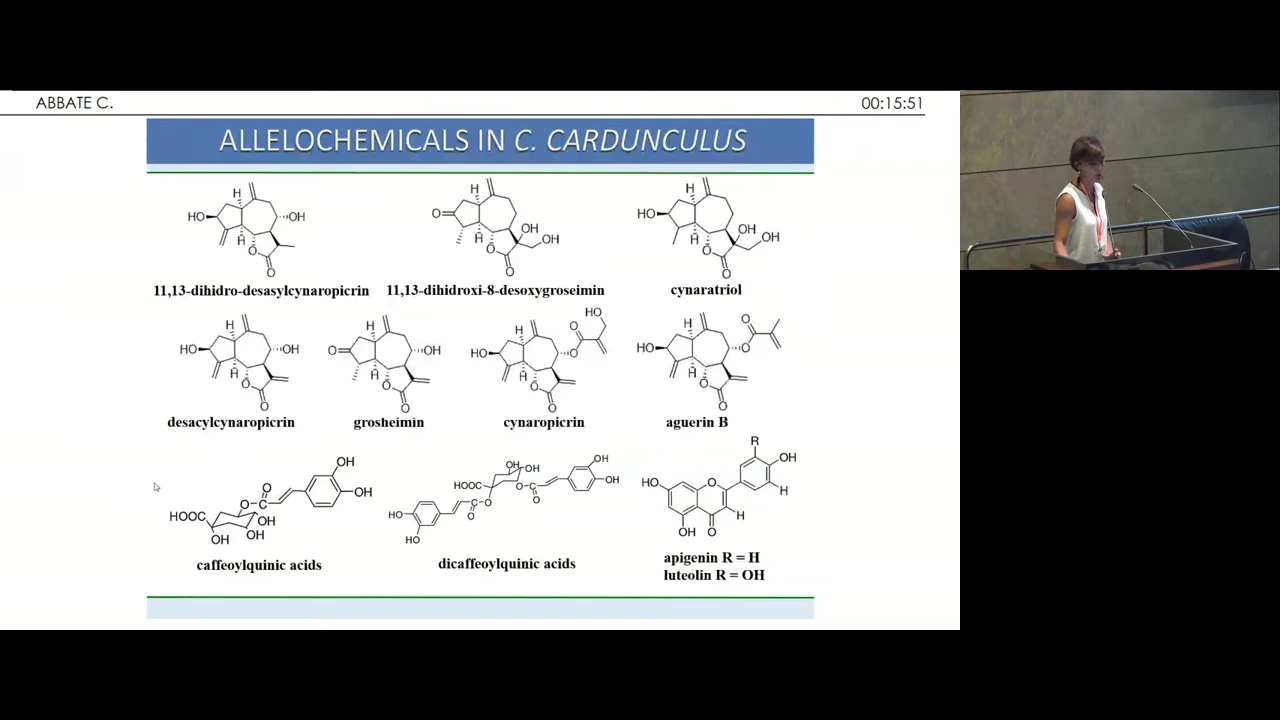 ABBATE C.
00:15:51
ALLELOCHEMICALS IN C. CARDUNCULUS
H
HO
OH
H
O
O
H
O
H
OH
OH
O
O
H
HO
H
OH
OH
O
O
11,13-dihidro-desasylcynaropicrin
11,13-dihidroxi-8-desoxygroseimin
cynaratriol
H
HO
OH
H
O
O
H
O
OH
H
O
O
HO
O
H
HO
O
H
O
O
O
H
HO
O
H
O
O
desacylcynaropicrin
grosheimin
cynaropicrin
aguerin B
OH
O
O
OH
HOOC
OH
OH
OH
OH
OH
OH
OH
HOOC
O
O
O
O
HO
HO
R
OH
HO
O
H
H
OH
O
caffeoylquinic acids
dicaffeoylquinic acids
apigenin R = H
luteolin R = OH